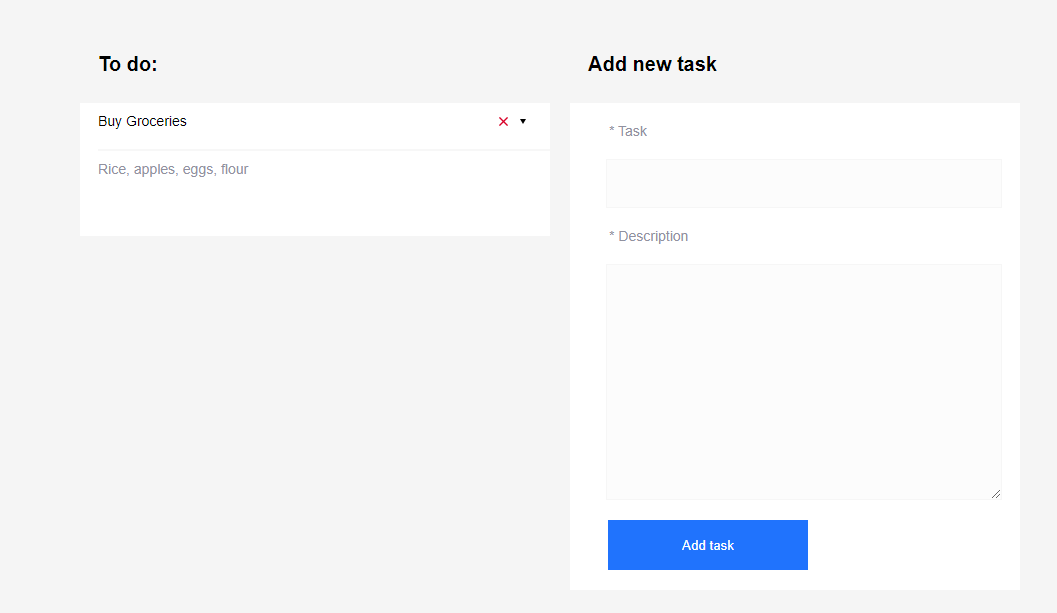 To do:
Buy Groceries ✕ ▼
Rice, apples, eggs, flour
Add new task
* Task
* Description
Add task